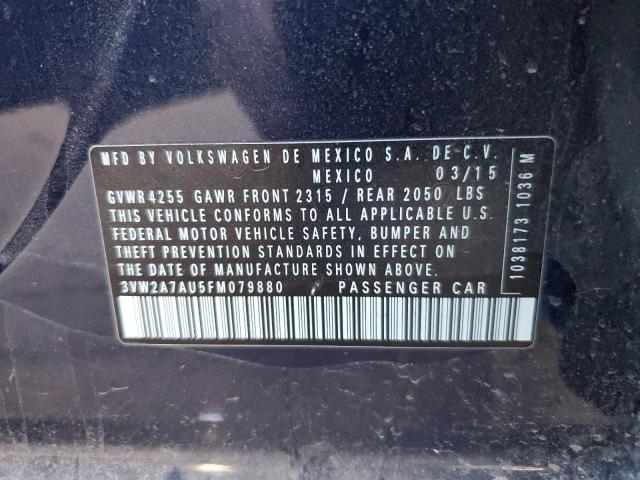 MFD BY VOLKSWAGEN DE MEXICO S.A. DE C.V.
MEXICO 03/15
GVWR 4255 GAWR FRONT 2315 / REAR 2050 LBS
THIS VEHICLE CONFORMS TO ALL APPLICABLE U.S.
FEDERAL MOTOR VEHICLE SAFETY, BUMPER AND
THEFT PREVENTION STANDARDS IN EFFECT ON
THE DATE OF MANUFACTURE SHOWN ABOVE.
3VW2A7AU5FM079880 / PASSENGER CAR
1038173 1036 M